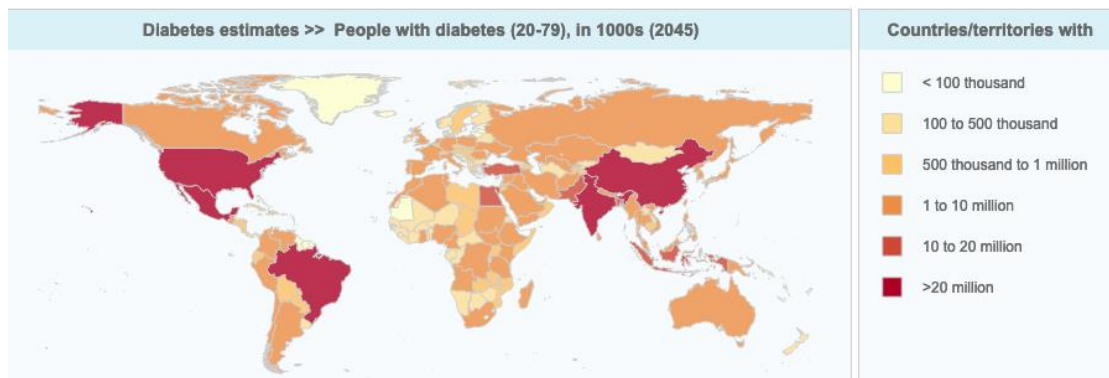 Diabetes estimates >> People with diabetes (20-79), in 1000s (2045)
Countries/territories with
< 100 thousand
100 to 500 thousand
500 thousand to 1 million
1 to 10 million
10 to 20 million
>20 million